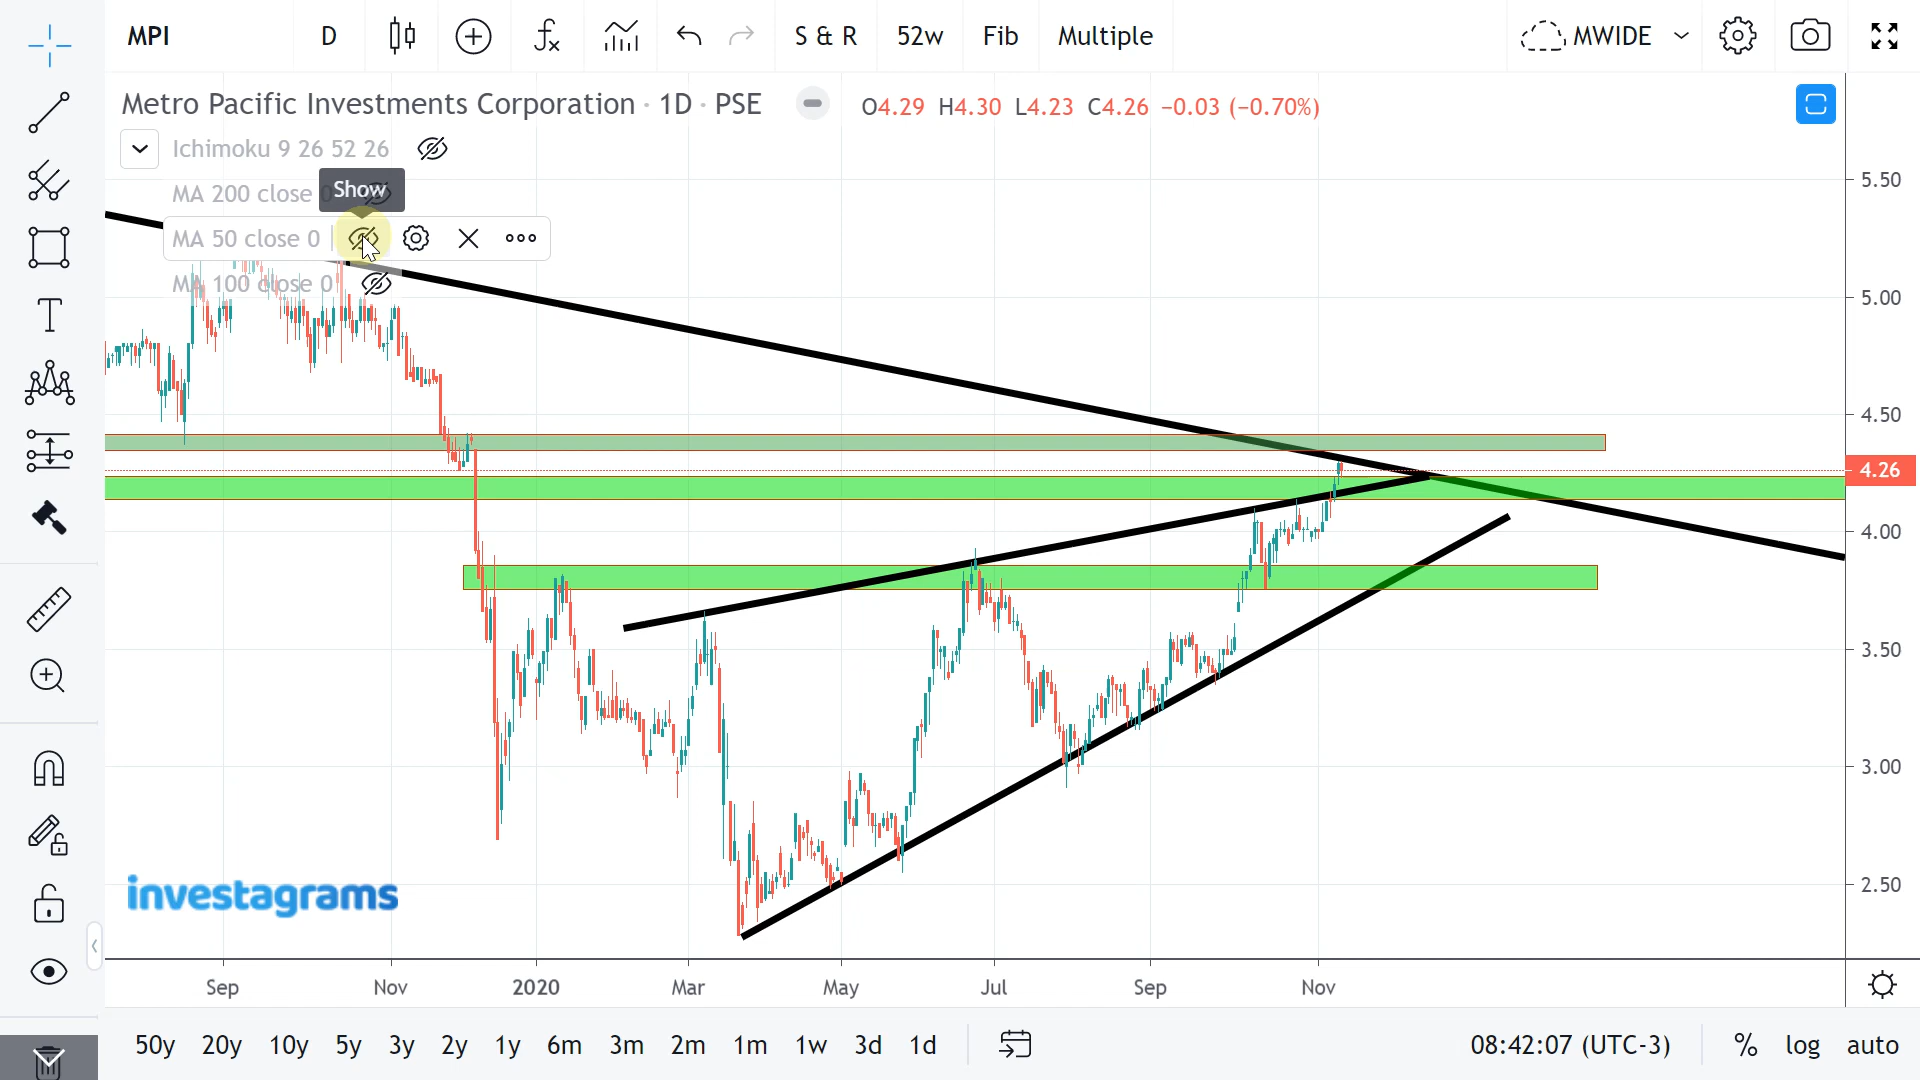 MPI D S & R 52w Fib Multiple MWIDE
Metro Pacific Investments Corporation · 1D · PSE O4.29 H4.30 L4.23 C4.26 −0.03 (−0.70%)
Ichimoku 9 26 52 26
MA 200 close 0
Show
MA 50 close 0
MA 100 close 0
5.50
5.00
4.50
4.26
4.00
3.50
3.00
2.50
investagrams
Sep Nov 2020 Mar May Jul Sep Nov
50y 20y 10y 5y 3y 2y 1y 6m 3m 2m 1m 1w 3d 1d 08:42:07 (UTC-3) % log auto